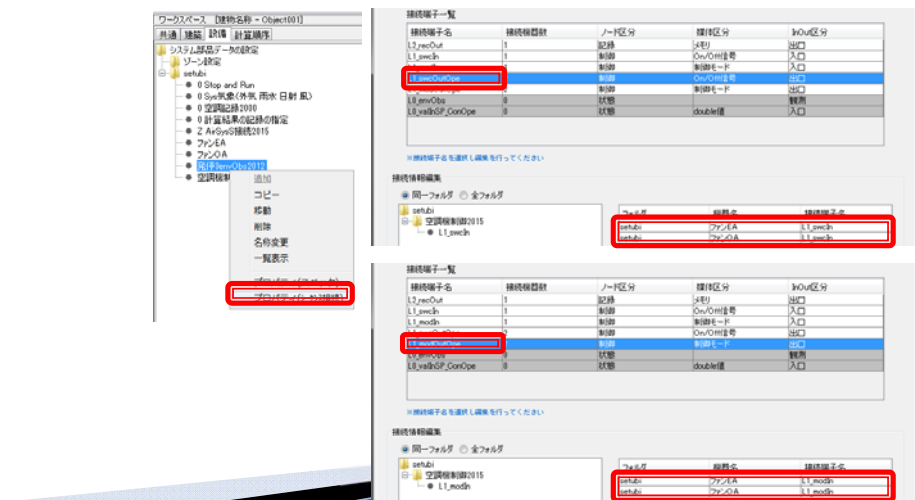 ワークスペース [建物名称 - Object001]
共通 建築 設備 計算順序
システム部品データの設定
ゾーン設定
setubi
0 Stop and Run
0 Sys気象(外気 雨水 日射 風)
0 空調記録2000
0 計算結果の記録の指定
Z AirSysS接続2015
ファンEA
ファンOA
発停3envObs2012
空調機制
追加
コピー
移動
削除
名称変更
一覧表示
接続端子一覧
接続端子名 接続機器数 ノード区分 媒体区分 InOut区分
L2_recOut 1 記録 メモリ 出口
L1_swcIn 1 制御 On/Off信号 入口
制御 制御モード 入口
L1_swcOutOpe 制御 On/Off信号 出口
制御 制御モード 出口
L0_envObs 0 状態 観測
L0_valInSP_ConOpe 0 状態 double値 入口
※接続端子名を選択し編集を行ってください
接続情報編集
同一フォルダ 全フォルダ
setubi
空調機制御2015
L1_swcIn
フォルダ 機器名 接続端子名
setubi ファンEA L1_swcIn
setubi ファンOA L1_swcIn
接続端子一覧
接続端子名 接続機器数 ノード区分 媒体区分 InOut区分
L2_recOut 1 記録 メモリ 出口
L1_swcIn 1 制御 On/Off信号 入口
L1_modIn 1 制御 制御モード 入口
2 制御 On/Off信号 出口
L1_modOutOpe 制御 制御モード 出口
L0_envObs 0 状態 観測
L0_valInSP_ConOpe 0 状態 double値 入口
※接続端子名を選択し編集を行ってください
接続情報編集
同一フォルダ 全フォルダ
setubi
空調機制御2015
L1_modIn
フォルダ 機器名 接続端子名
setubi ファンEA L1_modIn
setubi ファンOA L1_modIn